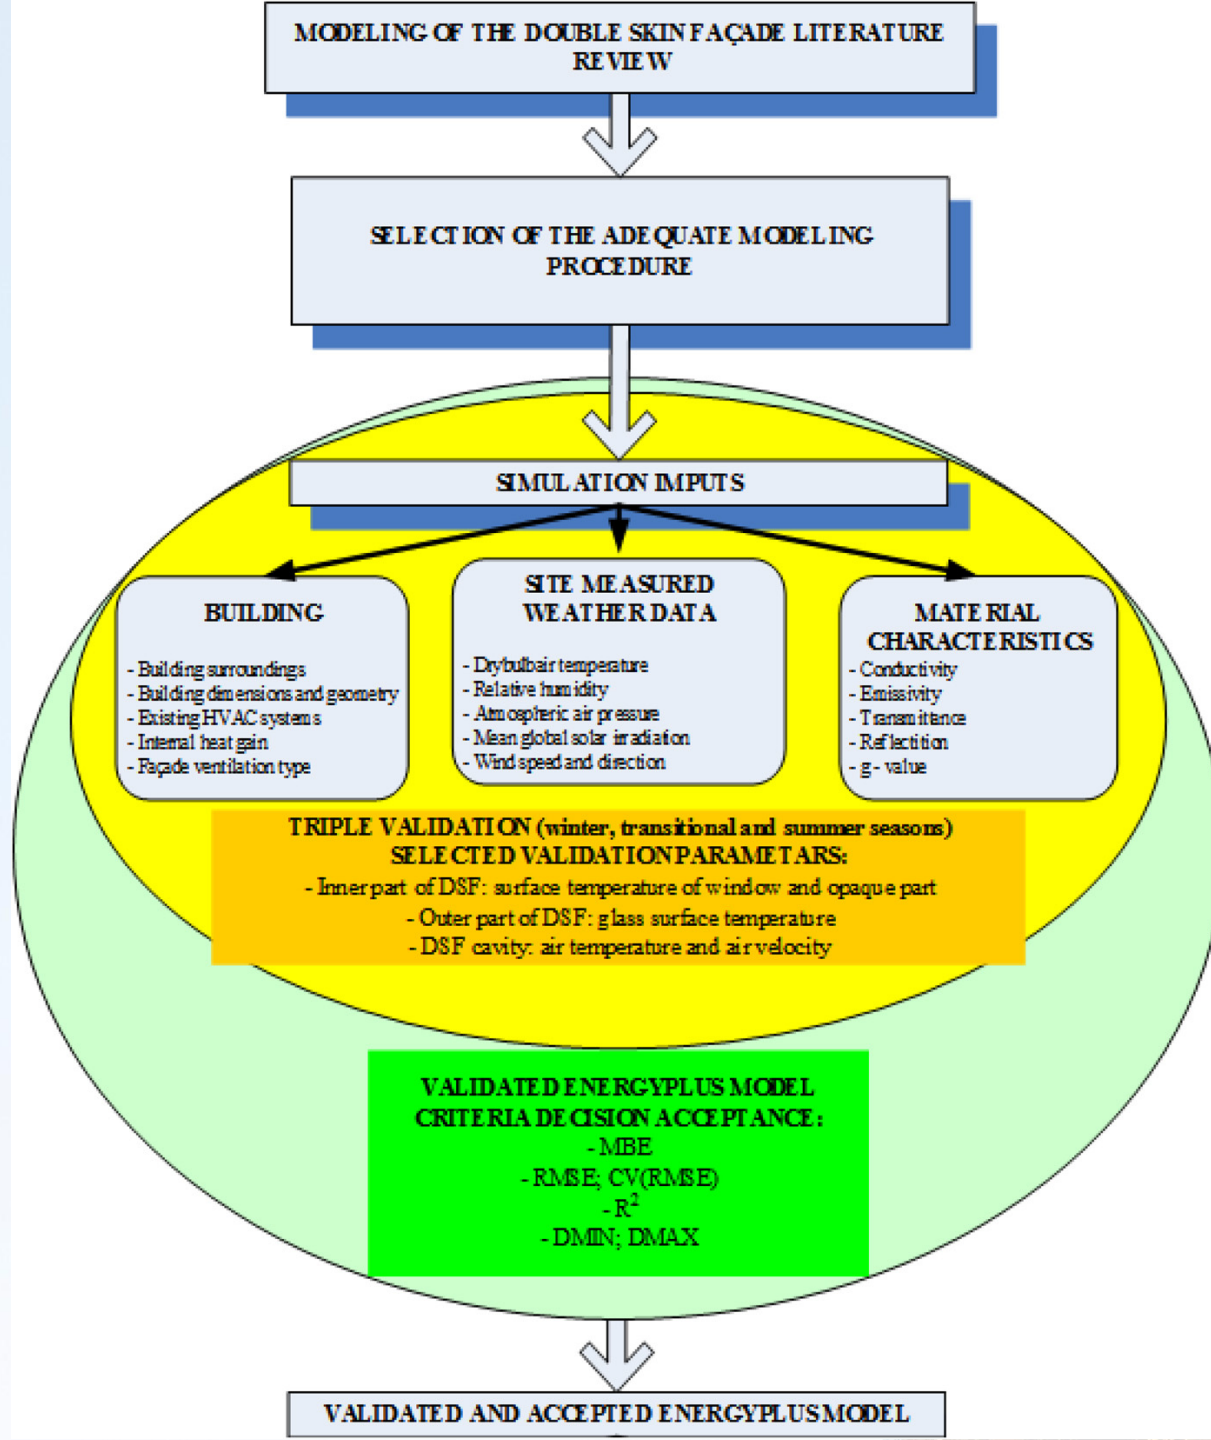 MODELING OF THE DOUBLE SKIN FAÇADE LITERATURE
REVIEW
SELECTION OF THE ADEQUATE MODELING
PROCEDURE
SIMULATION IMPUTS
BUILDING
- Building surroundings
- Building dimensions and geometry
- Existing HVAC systems
- Internal heat gain
- Façade ventilation type
SITE MEASURED
WEATHER DATA
- Drybulbair temperature
- Relative humidity
- Atmospheric air pressure
- Mean global solar irradiation
- Wind speed and direction
MATERIAL
CHARACTERISTICS
- Conductivity
- Emissivity
- Transmittance
- Reflectition
- g - value
TRIPLE VALIDATION (winter, transitional and summer seasons)
SELECTED VALIDATION PARAMETARS:
- Inner part of DSF: surface temperature of window and opaque part
- Outer part of DSF: glass surface temperature
- DSF cavity: air temperature and air velocity
VALIDATED ENERGYPLUS MODEL
CRITERIA DECISION ACCEPTANCE:
- MBE
- RMSE; CV(RMSE)
- R²
- DMIN; DMAX
VALIDATED AND ACCEPTED ENERGYPLUS MODEL